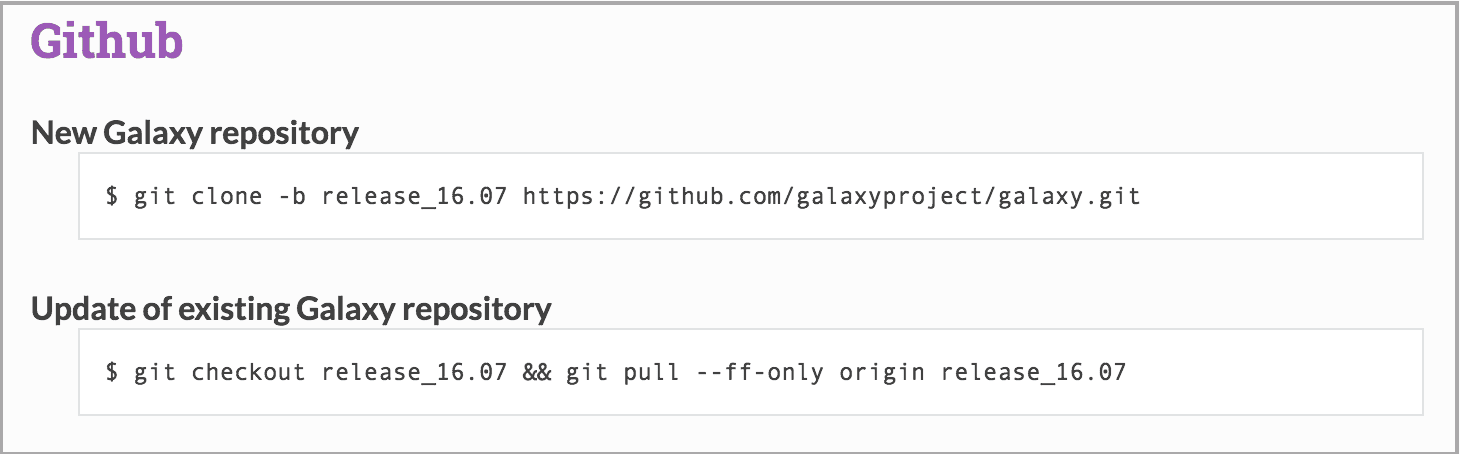 Github
New Galaxy repository
$ git clone -b release_16.07 https://github.com/galaxyproject/galaxy.git
Update of existing Galaxy repository
$ git checkout release_16.07 && git pull --ff-only origin release_16.07